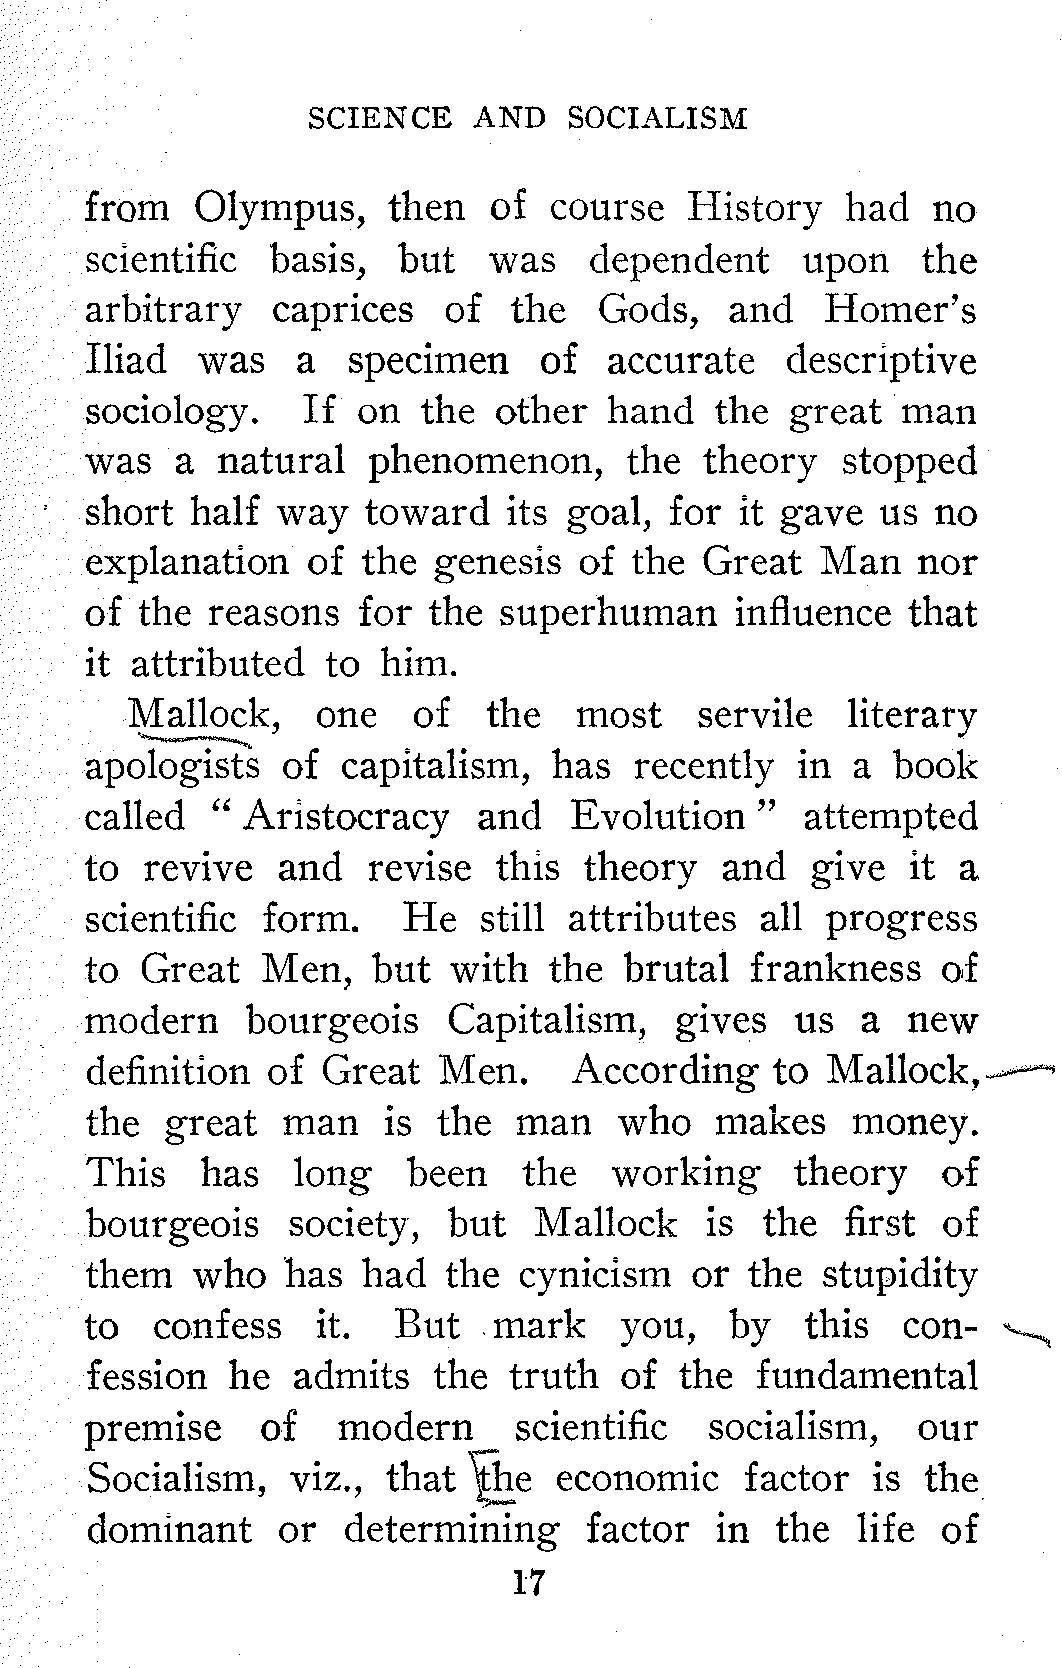 SCIENCE AND SOCIALISM
from Olympus, then of course History had no
scientific basis, but was dependent upon the
arbitrary caprices of the Gods, and Homer's
Iliad was a specimen of accurate descriptive
sociology. If on the other hand the great man
was a natural phenomenon, the theory stopped
short half way toward its goal, for it gave us no
explanation of the genesis of the Great Man nor
of the reasons for the superhuman influence that
it attributed to him.
Mallock, one of the most servile literary
apologists of capitalism, has recently in a book
called “ Aristocracy and Evolution ” attempted
to revive and revise this theory and give it a
scientific form. He still attributes all progress
to Great Men, but with the brutal frankness of
modern bourgeois Capitalism, gives us a new
definition of Great Men. According to Mallock,
the great man is the man who makes money.
This has long been the working theory of
bourgeois society, but Mallock is the first of
them who has had the cynicism or the stupidity
to confess it. But mark you, by this con-
fession he admits the truth of the fundamental
premise of modern scientific socialism, our
Socialism, viz., that the economic factor is the
dominant or determining factor in the life of
17